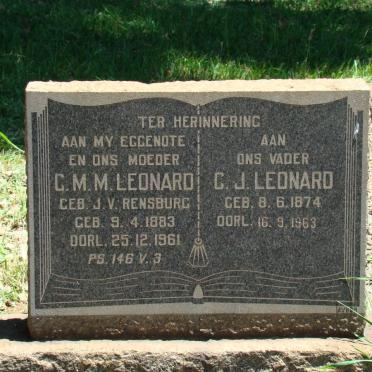 TER HERINNERING
AAN MY EGGENOTE
EN ONS MOEDER
C.M.M. LEONARD
GEB. J.V. RENSBURG
GEB. 9.4.1883
OORL. 25.12.1961
PS. 146 V. 3
AAN
ONS VADER
C.J. LEONARD
GEB. 8.6.1874
OORL. 16.9.1963